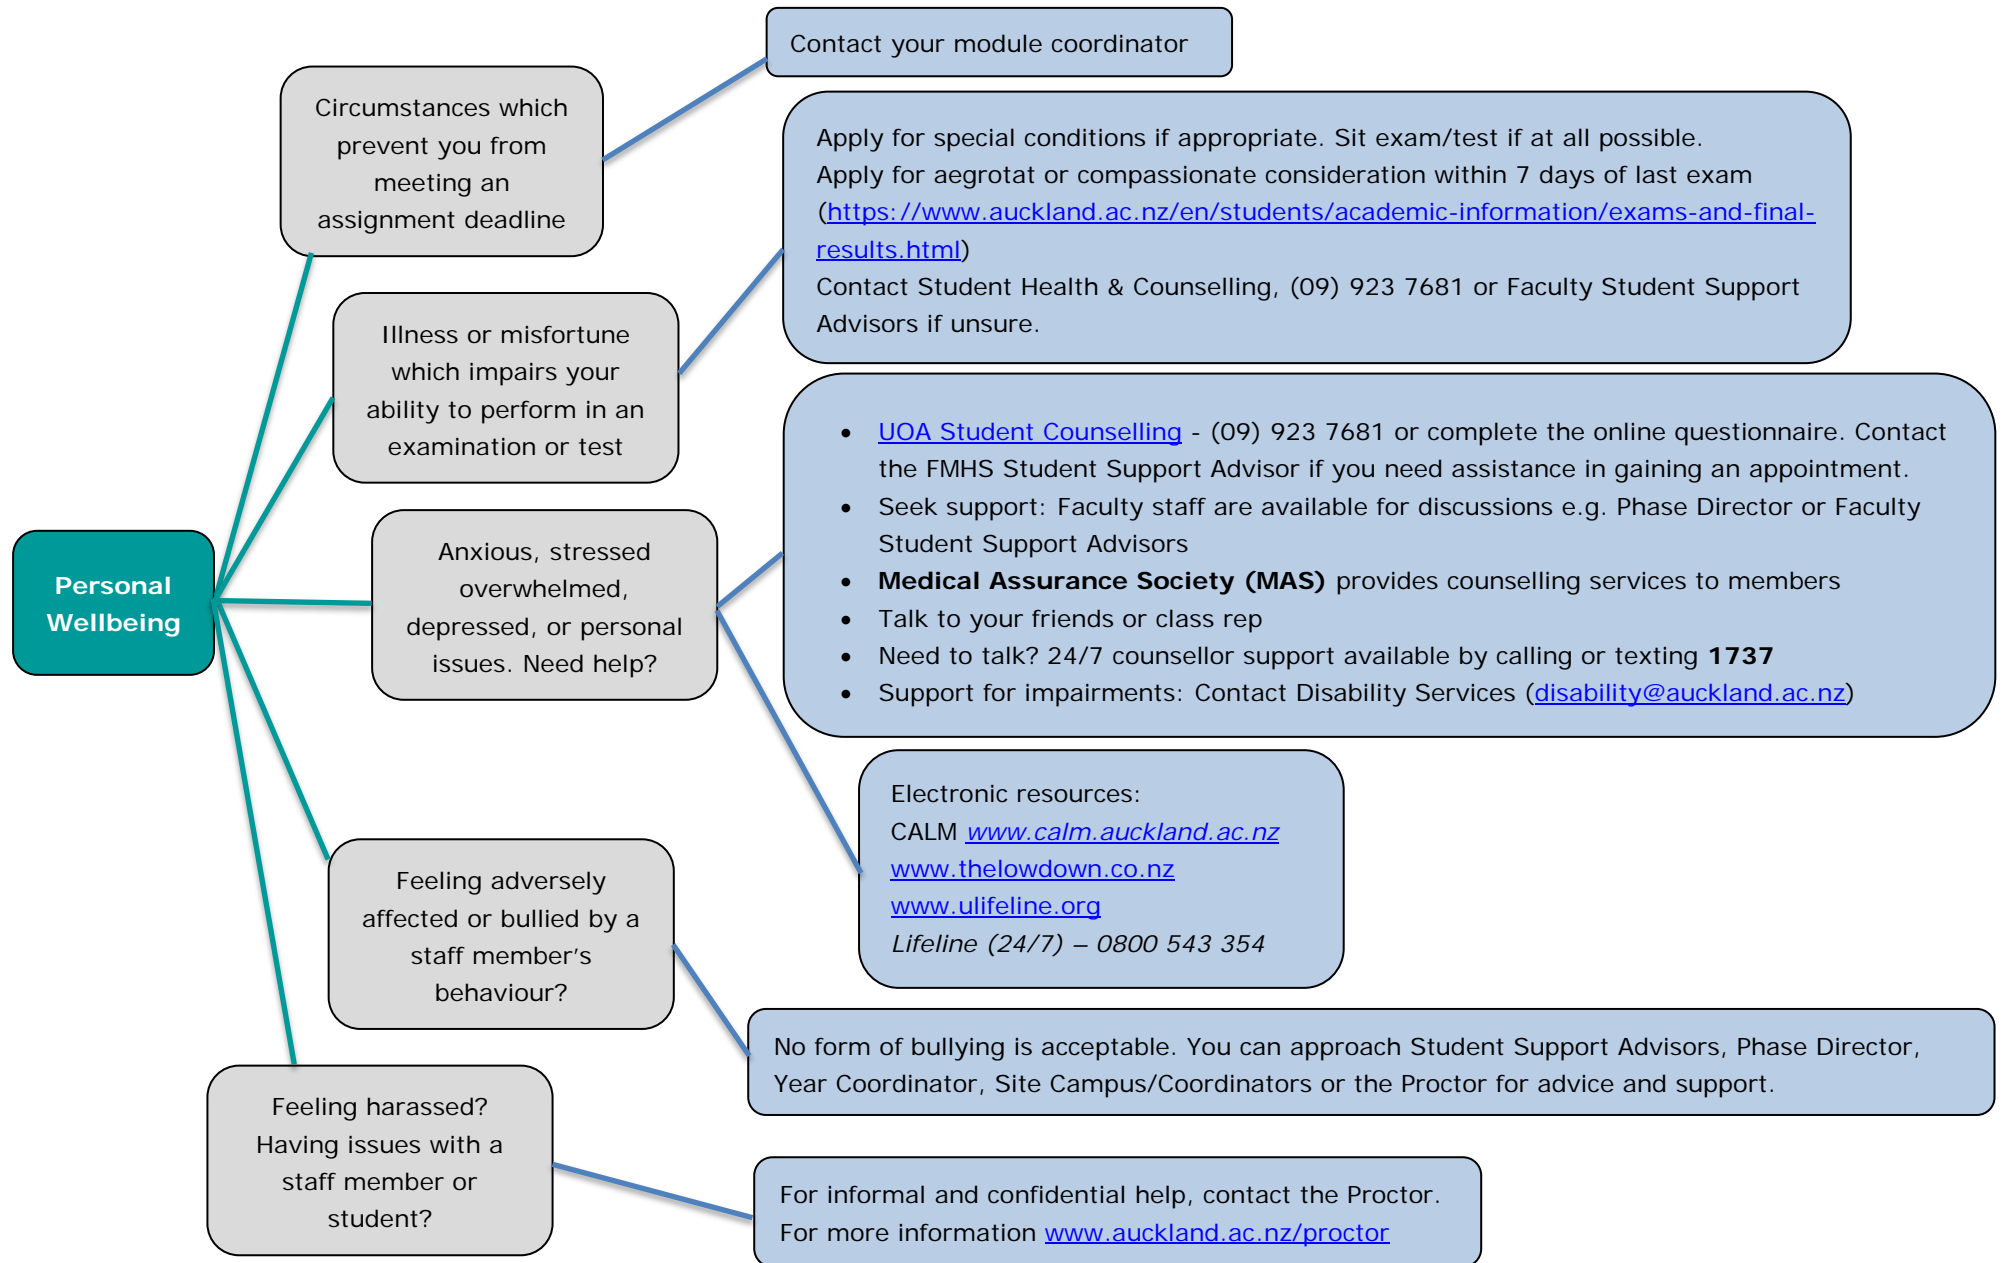 Contact your module coordinator
Circumstances which
prevent you from
meeting an
assignment deadline
Apply for special conditions if appropriate. Sit exam/test if at all possible.
Apply for aegrotat or compassionate consideration within 7 days of last exam
(https://www.auckland.ac.nz/en/students/academic-information/exams-and-final-
results.html)
Contact Student Health & Counselling, (09) 923 7681 or Faculty Student Support
Advisors if unsure.
Illness or misfortune
which impairs your
ability to perform in an
examination or test
• UOA Student Counselling - (09) 923 7681 or complete the online questionnaire. Contact
the FMHS Student Support Advisor if you need assistance in gaining an appointment.
• Seek support: Faculty staff are available for discussions e.g. Phase Director or Faculty
Student Support Advisors
• Medical Assurance Society (MAS) provides counselling services to members
• Talk to your friends or class rep
• Need to talk? 24/7 counsellor support available by calling or texting 1737
• Support for impairments: Contact Disability Services (disability@auckland.ac.nz)
Anxious, stressed
overwhelmed,
depressed, or personal
issues. Need help?
Personal
Wellbeing
Electronic resources:
CALM www.calm.auckland.ac.nz
www.thelowdown.co.nz
www.ulifeline.org
Lifeline (24/7) – 0800 543 354
Feeling adversely
affected or bullied by a
staff member’s
behaviour?
No form of bullying is acceptable. You can approach Student Support Advisors, Phase Director,
Year Coordinator, Site Campus/Coordinators or the Proctor for advice and support.
Feeling harassed?
Having issues with a
staff member or
student?
For informal and confidential help, contact the Proctor.
For more information www.auckland.ac.nz/proctor